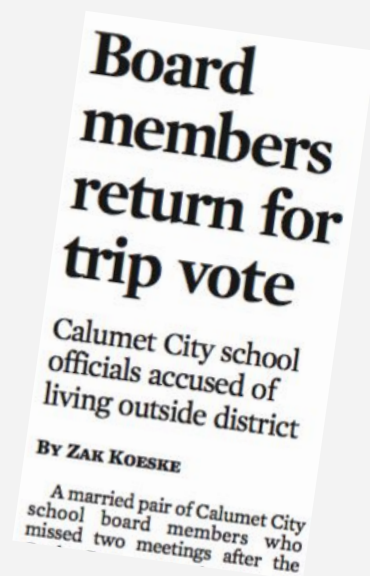 Board
members
return for
trip vote
Calumet City school
officials accused of
living outside district
BY ZAK KOESKE
A married pair of Calumet City
school board members who
missed two meetings after the